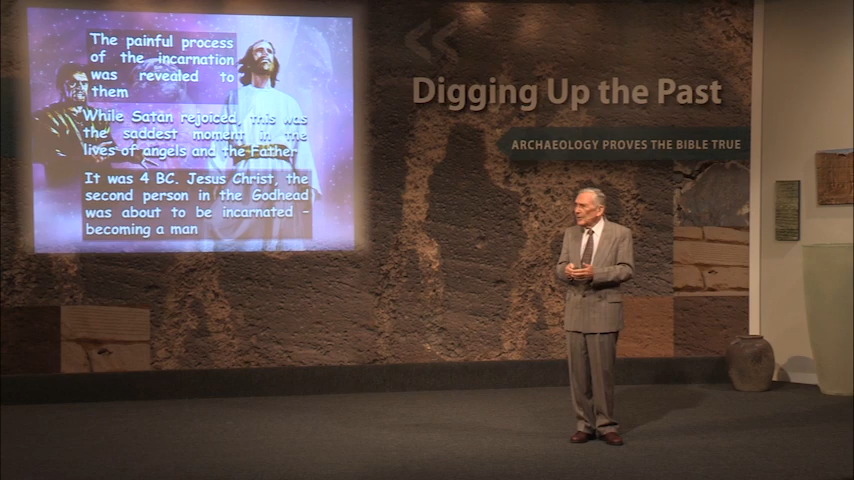 The painful process
of the incarnation
was revealed to
them
While Satan rejoiced, this was
the saddest moment in the
lives of angels and the Father
It was 4 BC. Jesus Christ, the
second person in the Godhead
was about to be incarnated -
becoming a man
Digging Up the Past
ARCHAEOLOGY PROVES THE BIBLE TRUE